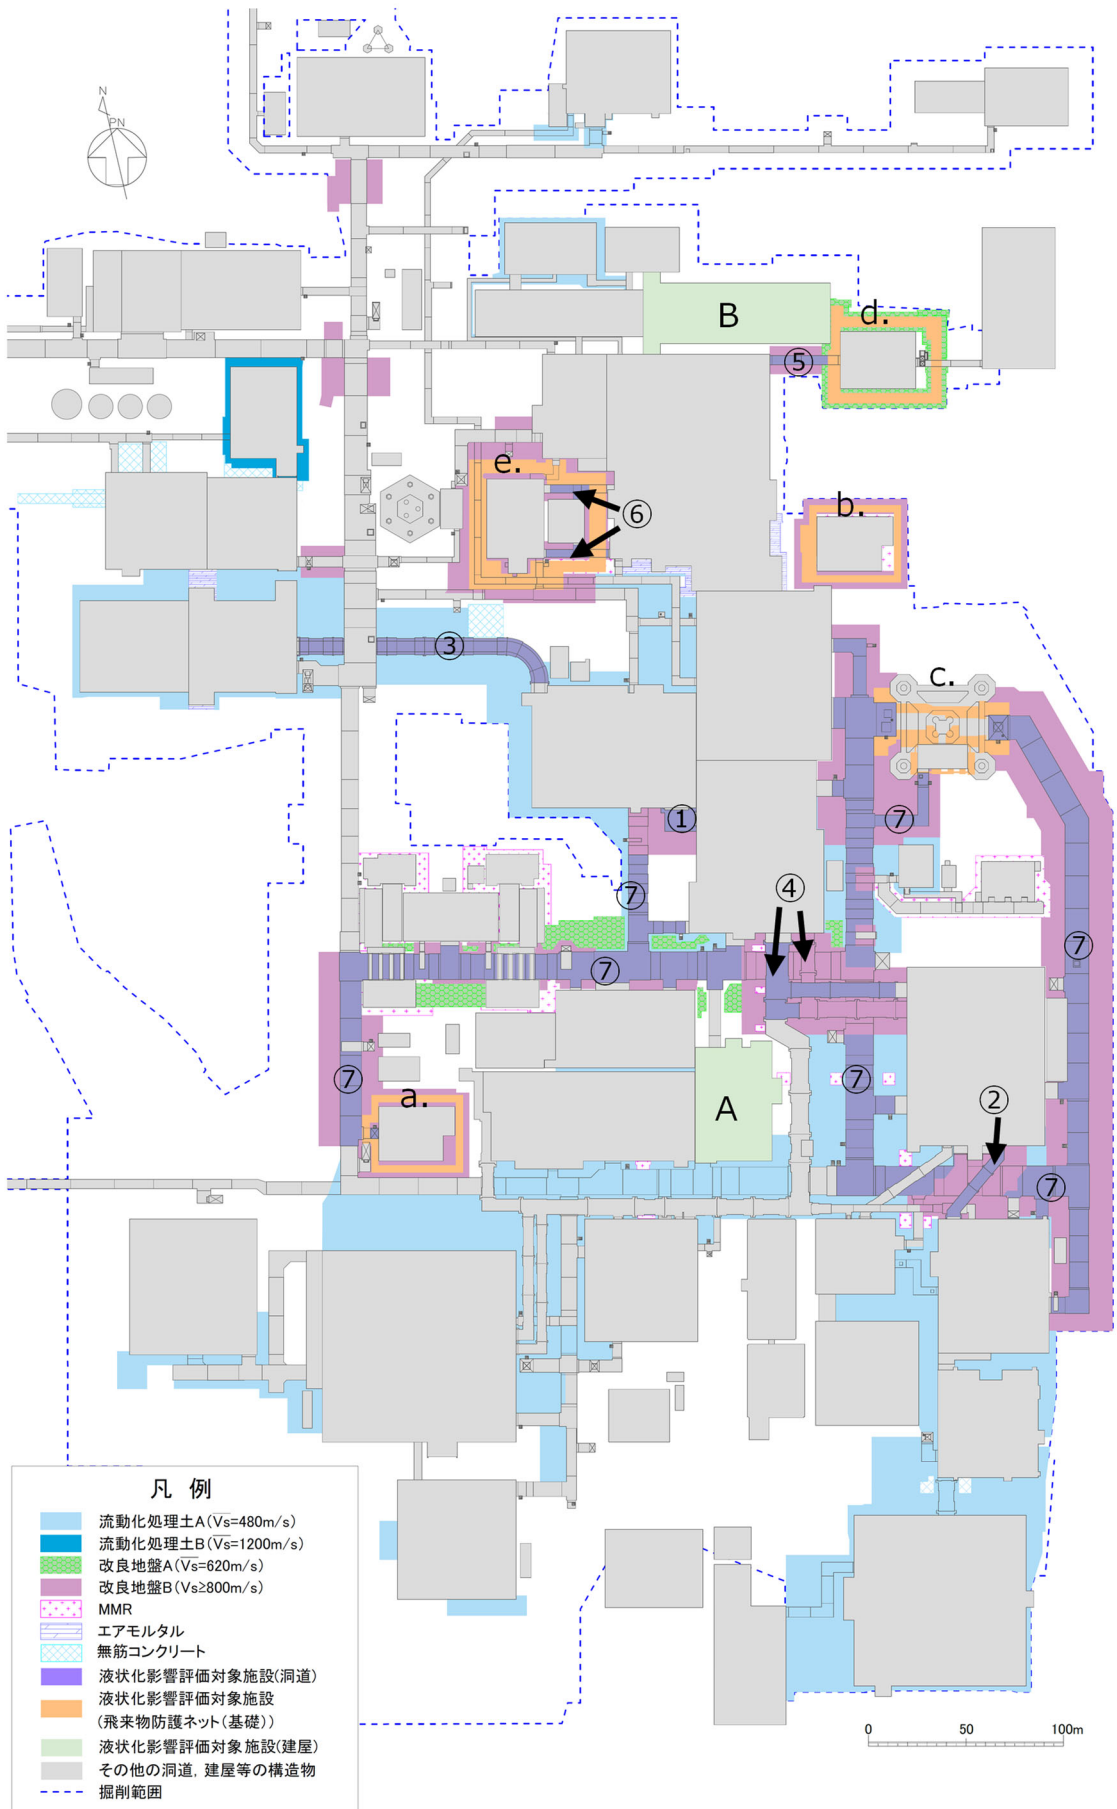 N
PN
B
d.
⑤
e.
⑥
b.
③
c.
①
⑦
⑦
④
⑦
⑦
⑦
⑦
a.
A
②
⑦
凡 例
流動化処理土A(V̅s=480m/s)
流動化処理土B(V̅s=1200m/s)
改良地盤A(V̅s=620m/s)
改良地盤B(Vs≥800m/s)
MMR
エアモルタル
無筋コンクリート
液状化影響評価対象施設(洞道)
液状化影響評価対象施設
(飛来物防護ネット(基礎))
液状化影響評価対象施設(建屋)
その他の洞道, 建屋等の構造物
掘削範囲
0 50 100m